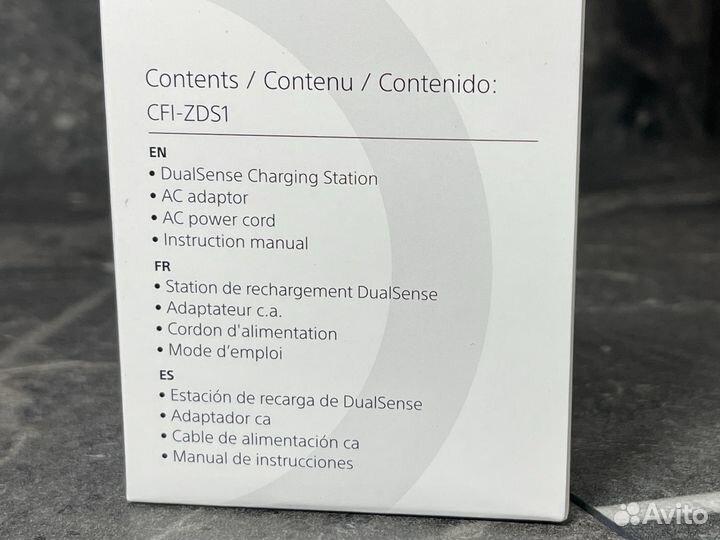 Contents / Contenu / Contenido:
CFI-ZDS1
EN
• DualSense Charging Station
• AC adaptor
• AC power cord
• Instruction manual
FR
• Station de rechargement DualSense
• Adaptateur c.a.
• Cordon d'alimentation
• Mode d’emploi
ES
• Estación de recarga de DualSense
• Adaptador ca
• Cable de alimentación ca
• Manual de instrucciones
Avito